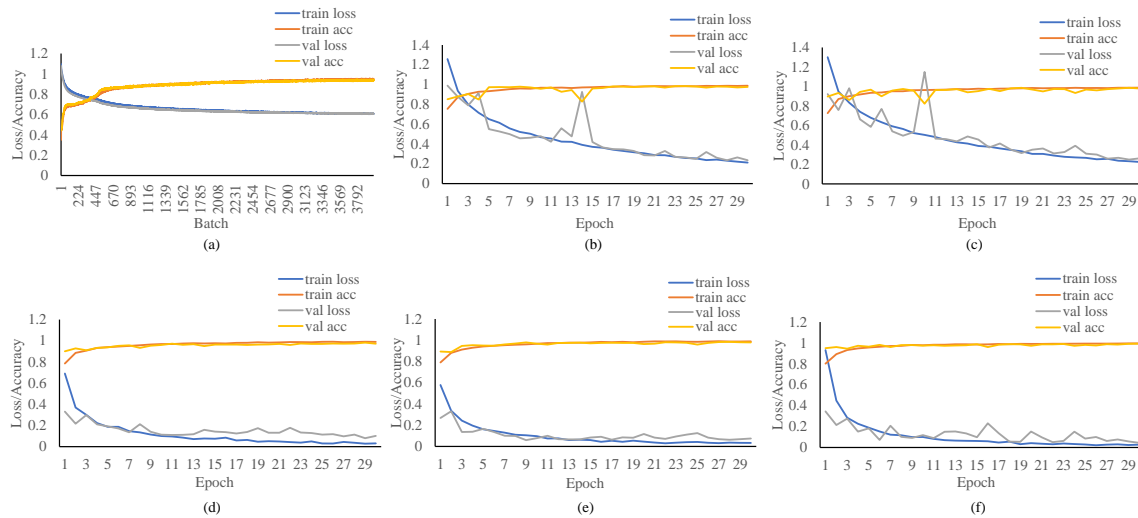 train loss
train acc
val loss
val acc
Loss/Accuracy
1.2
1
0.8
0.6
0.4
0.2
0
1 224 447 670 893 1116 1339 1562 1785 2008 2231 2454 2677 2900 3123 3346 3569 3792
Batch
(a)
train loss
train acc
val loss
val acc
Loss/Accuracy
1.4
1.2
1
0.8
0.6
0.4
0.2
0
1 3 5 7 9 11 13 15 17 19 21 23 25 27 29
Epoch
(b)
train loss
train acc
val loss
val acc
Loss/Accuracy
1.4
1.2
1
0.8
0.6
0.4
0.2
0
1 3 5 7 9 11 13 15 17 19 21 23 25 27 29
Epoch
(c)
train loss
train acc
val loss
val acc
Loss/Accuracy
1.2
1
0.8
0.6
0.4
0.2
0
1 3 5 7 9 11 13 15 17 19 21 23 25 27 29
Epoch
(d)
train loss
train acc
val loss
val acc
Loss/Accuracy
1.2
1
0.8
0.6
0.4
0.2
0
1 3 5 7 9 11 13 15 17 19 21 23 25 27 29
Epoch
(e)
train loss
train acc
val loss
val acc
Loss/Accuracy
1.2
1
0.8
0.6
0.4
0.2
0
1 3 5 7 9 11 13 15 17 19 21 23 25 27 29
Epoch
(f)